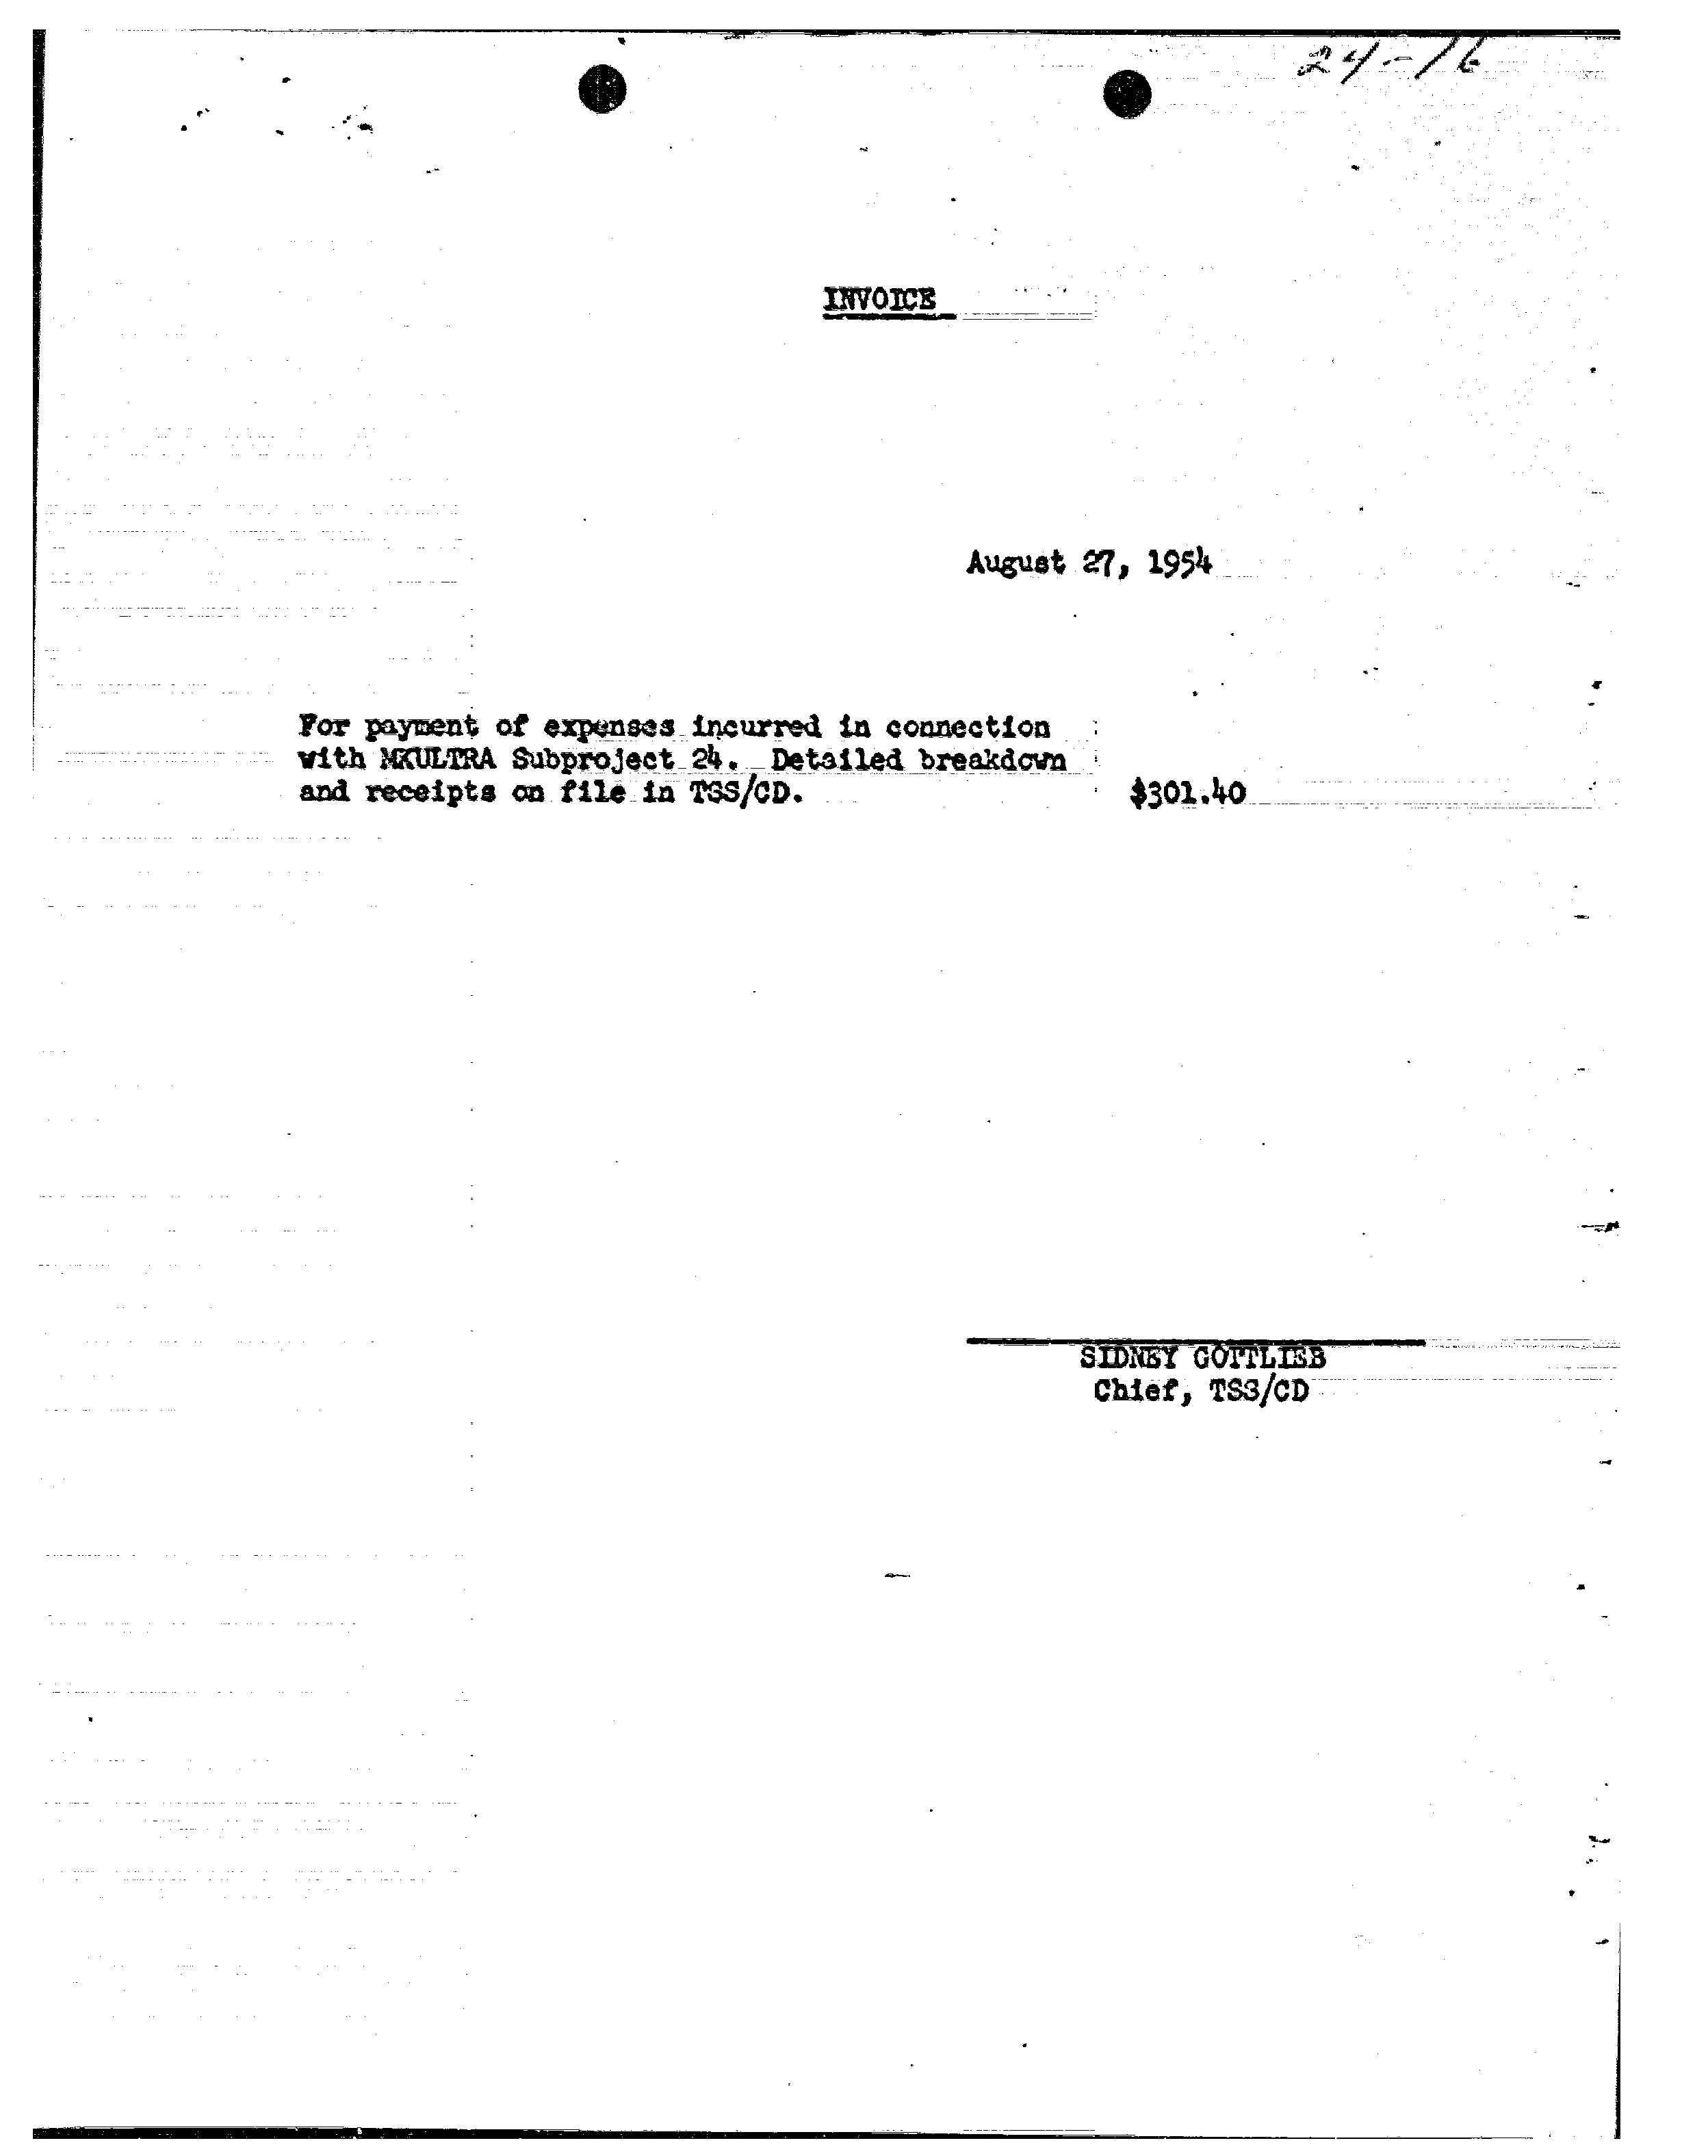 24-16
INVOICE
August 27, 1954
For payment of expenses incurred in connection
with MKULTRA Subproject 24. Detailed breakdown
and receipts on file in TSS/CD.
$301.40
SIDNEY GOTTLIEB
Chief, TSS/CD